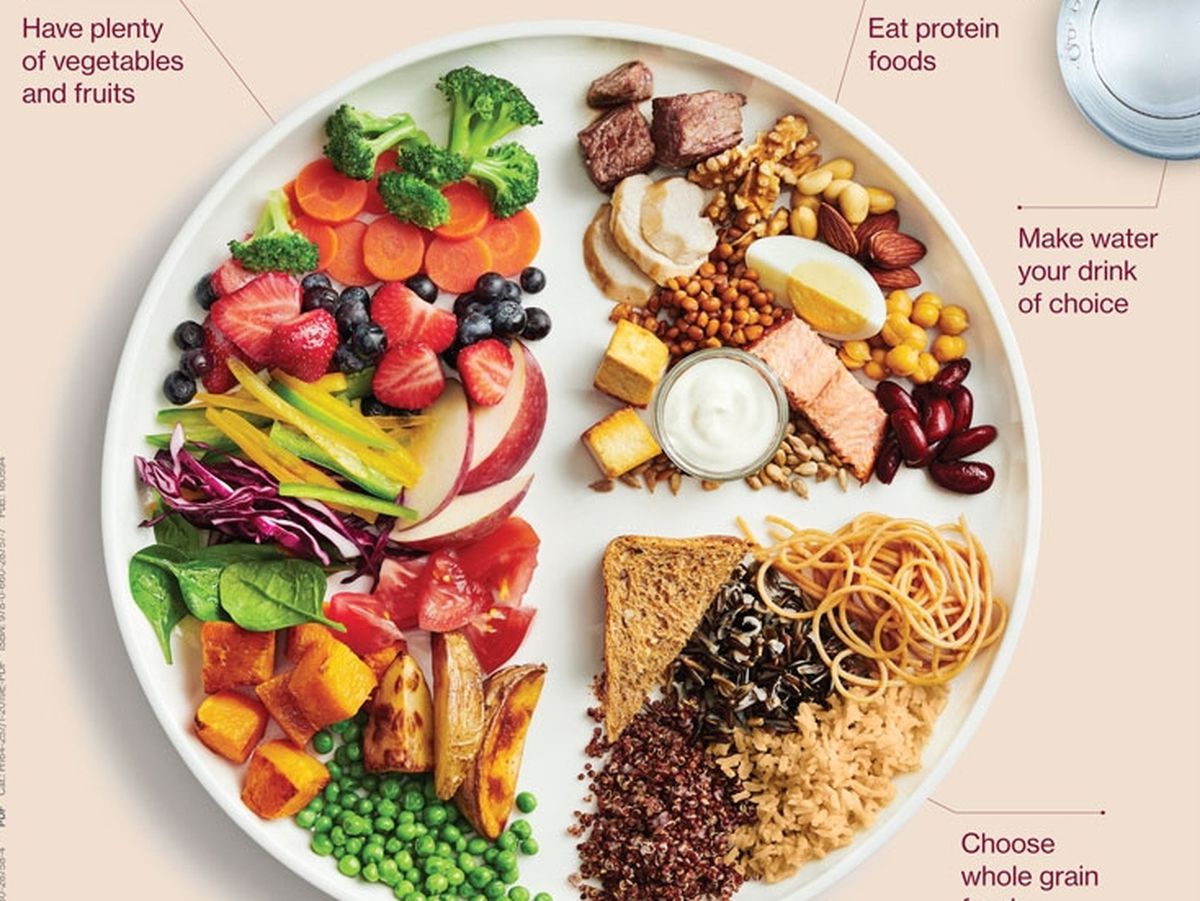 Have plenty
of vegetables
and fruits
Eat protein
foods
Make water
your drink
of choice
Choose
whole grain